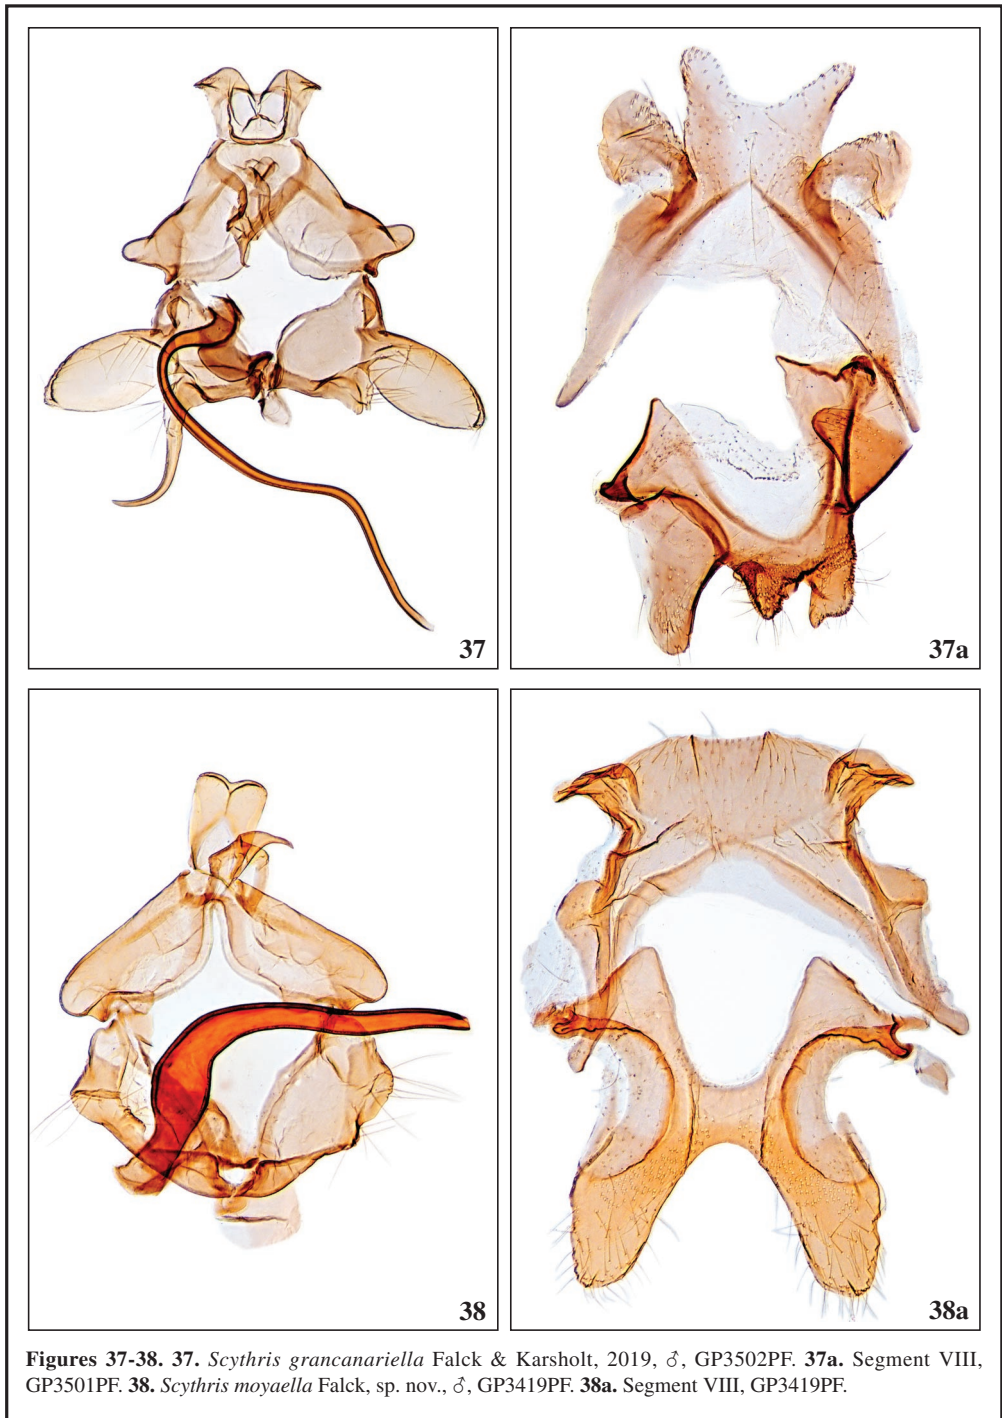 37
37a
38
38a
Figures 37-38. 37. Scythris grancanariella Falck & Karsholt, 2019, ♂, GP3502PF. 37a. Segment VIII,
GP3501PF. 38. Scythris moyaella Falck, sp. nov., ♂, GP3419PF. 38a. Segment VIII, GP3419PF.